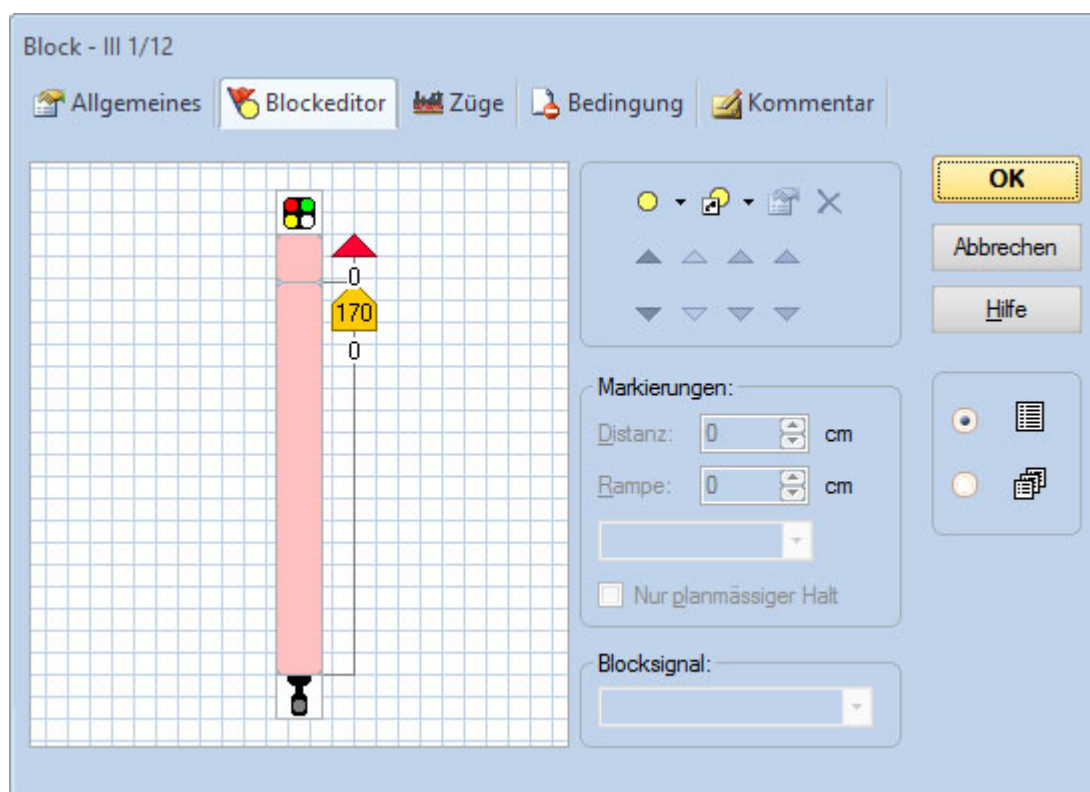 Block - III 1/12
Allgemeines Blockeditor Züge Bedingung Kommentar
0
170
0
OK
Abbrechen
Hilfe
Markierungen:
Distanz: 0 cm
Rampe: 0 cm
Nur planmässiger Halt
Blocksignal: